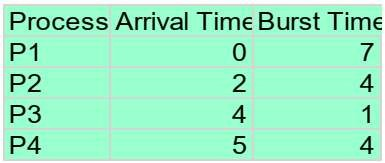 Process Arrival Time Burst Time
P1 0 7
P2 2 4
P3 4 1
P4 5 4